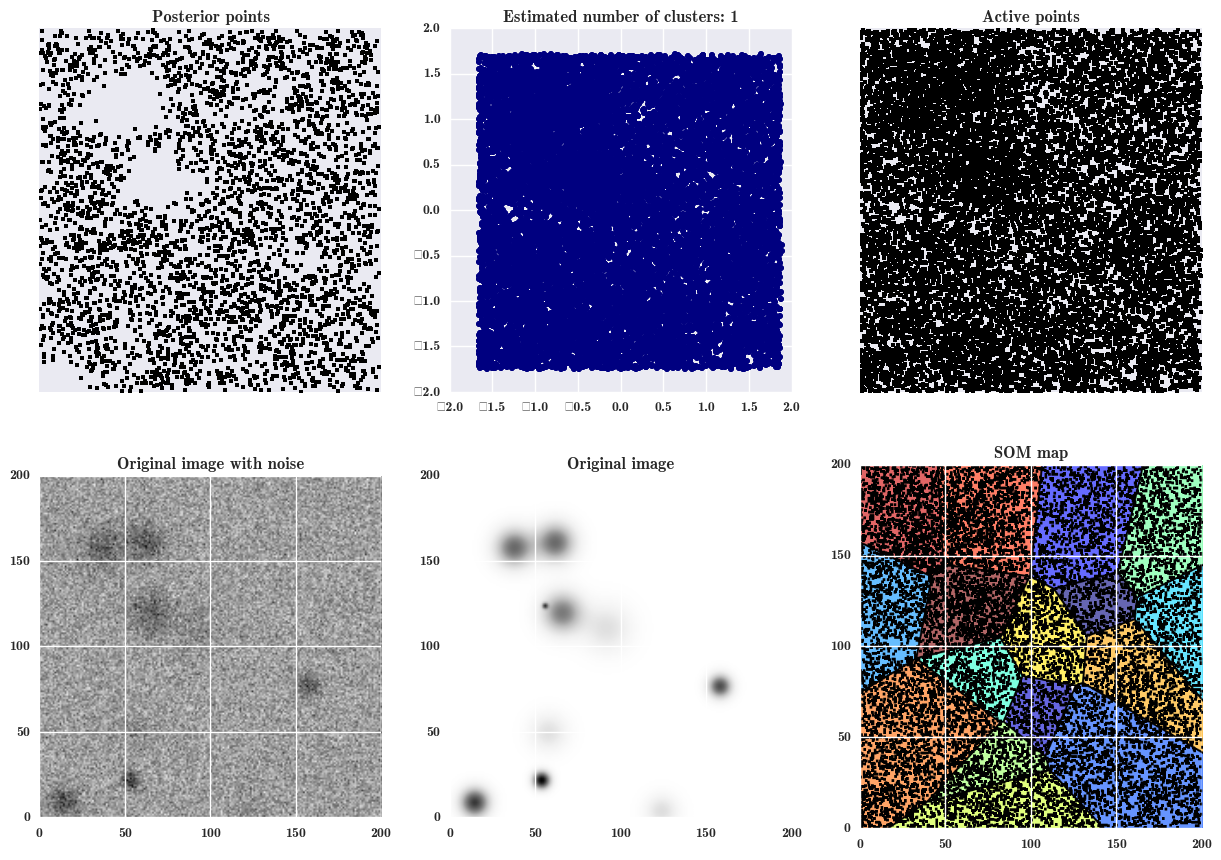 Posterior points
Estimated number of clusters: 1
Active points
2.0
1.5
1.0
0.5
0.0
□0.5
□1.0
□1.5
□2.0
□2.0 □1.5 □1.0 □0.5 0.0 0.5 1.0 1.5 2.0
Original image with noise
Original image
SOM map
200
150
100
50
0
0 50 100 150 200
200
150
100
50
0
0 50 100 150 200
200
150
100
50
0
0 50 100 150 200